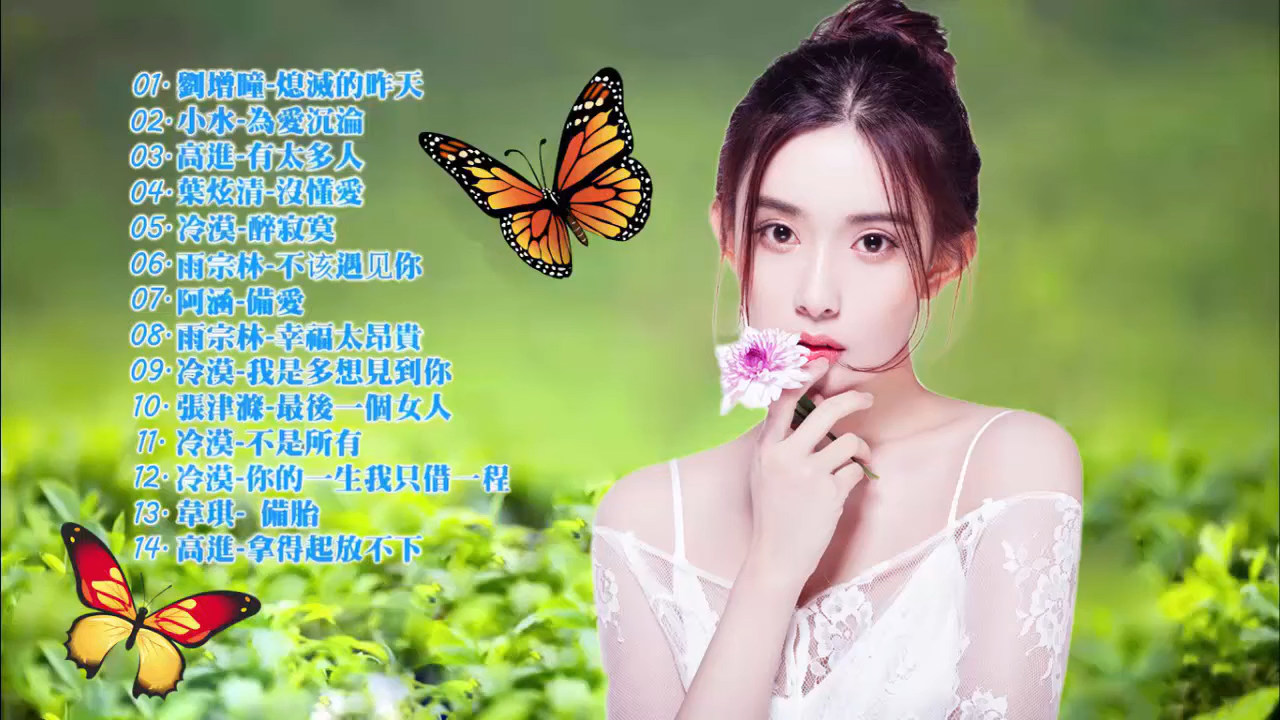 01·劉增瞳-熄滅的昨天
02·小水-為愛沉淪
03·高進-有太多人
04·葉炫清-沒懂愛
05·冷漠-醉寂寞
06·雨宗林-不该遇见你
07·阿涵-備愛
08·雨宗林-幸福太昂貴
09·冷漠-我是多想見到你
10·張津滌-最後一個女人
11·冷漠-不是所有
12·冷漠-你的一生我只借一程
13·韋琪- 備胎
14·高進-拿得起放不下